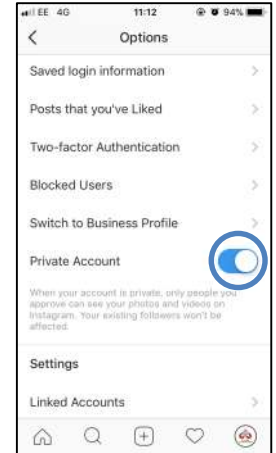 EE 4G 11:12 94%
Options
Saved login information
Posts that you've Liked
Two-factor Authentication
Blocked Users
Switch to Business Profile
Private Account
When your account is private, only people you
approve can see your photos and videos on
Instagram. Your existing followers won't be
affected.
Settings
Linked Accounts